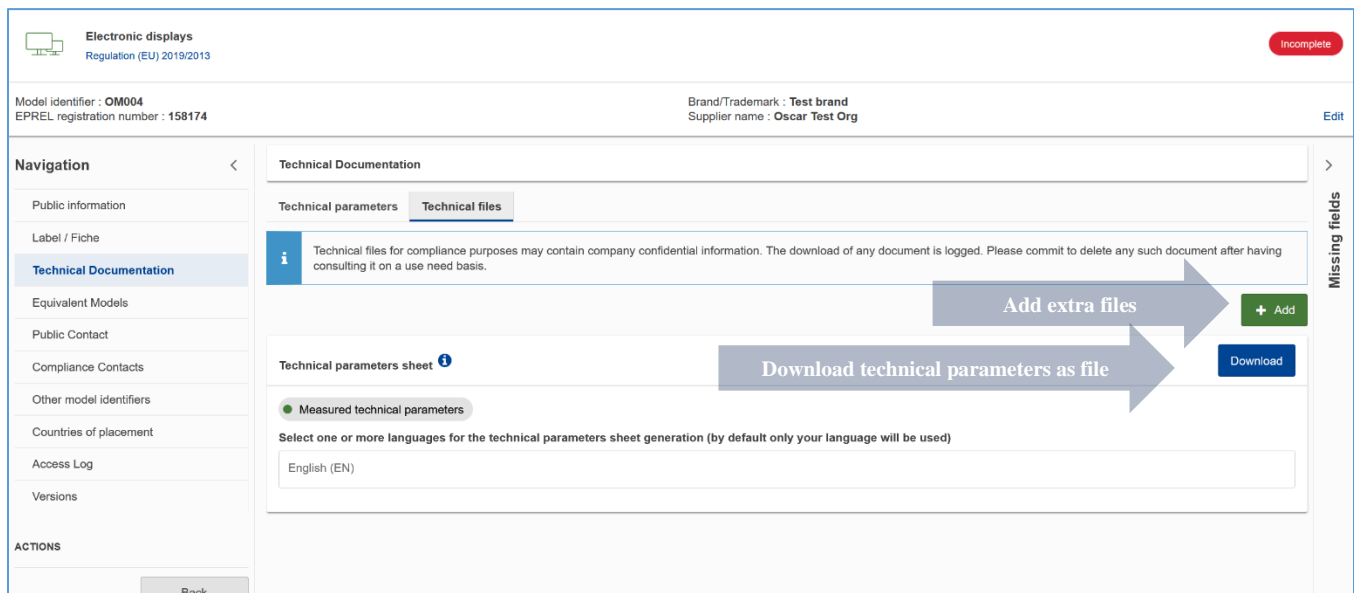 Electronic displays
Regulation (EU) 2019/2013
Incomplete
Model identifier : OM004
EPREL registration number : 158174
Brand/Trademark : Test brand
Supplier name : Oscar Test Org
Edit
Navigation
Public information
Label / Fiche
Technical Documentation
Equivalent Models
Public Contact
Compliance Contacts
Other model identifiers
Countries of placement
Access Log
Versions
ACTIONS
Back
Technical Documentation
Technical parameters
Technical files
Technical files for compliance purposes may contain company confidential information. The download of any document is logged. Please commit to delete any such document after having
consulting it on a use need basis.
Add extra files
+ Add
Technical parameters sheet
Download technical parameters as file
Download
Measured technical parameters
Select one or more languages for the technical parameters sheet generation (by default only your language will be used)
English (EN)
Missing fields